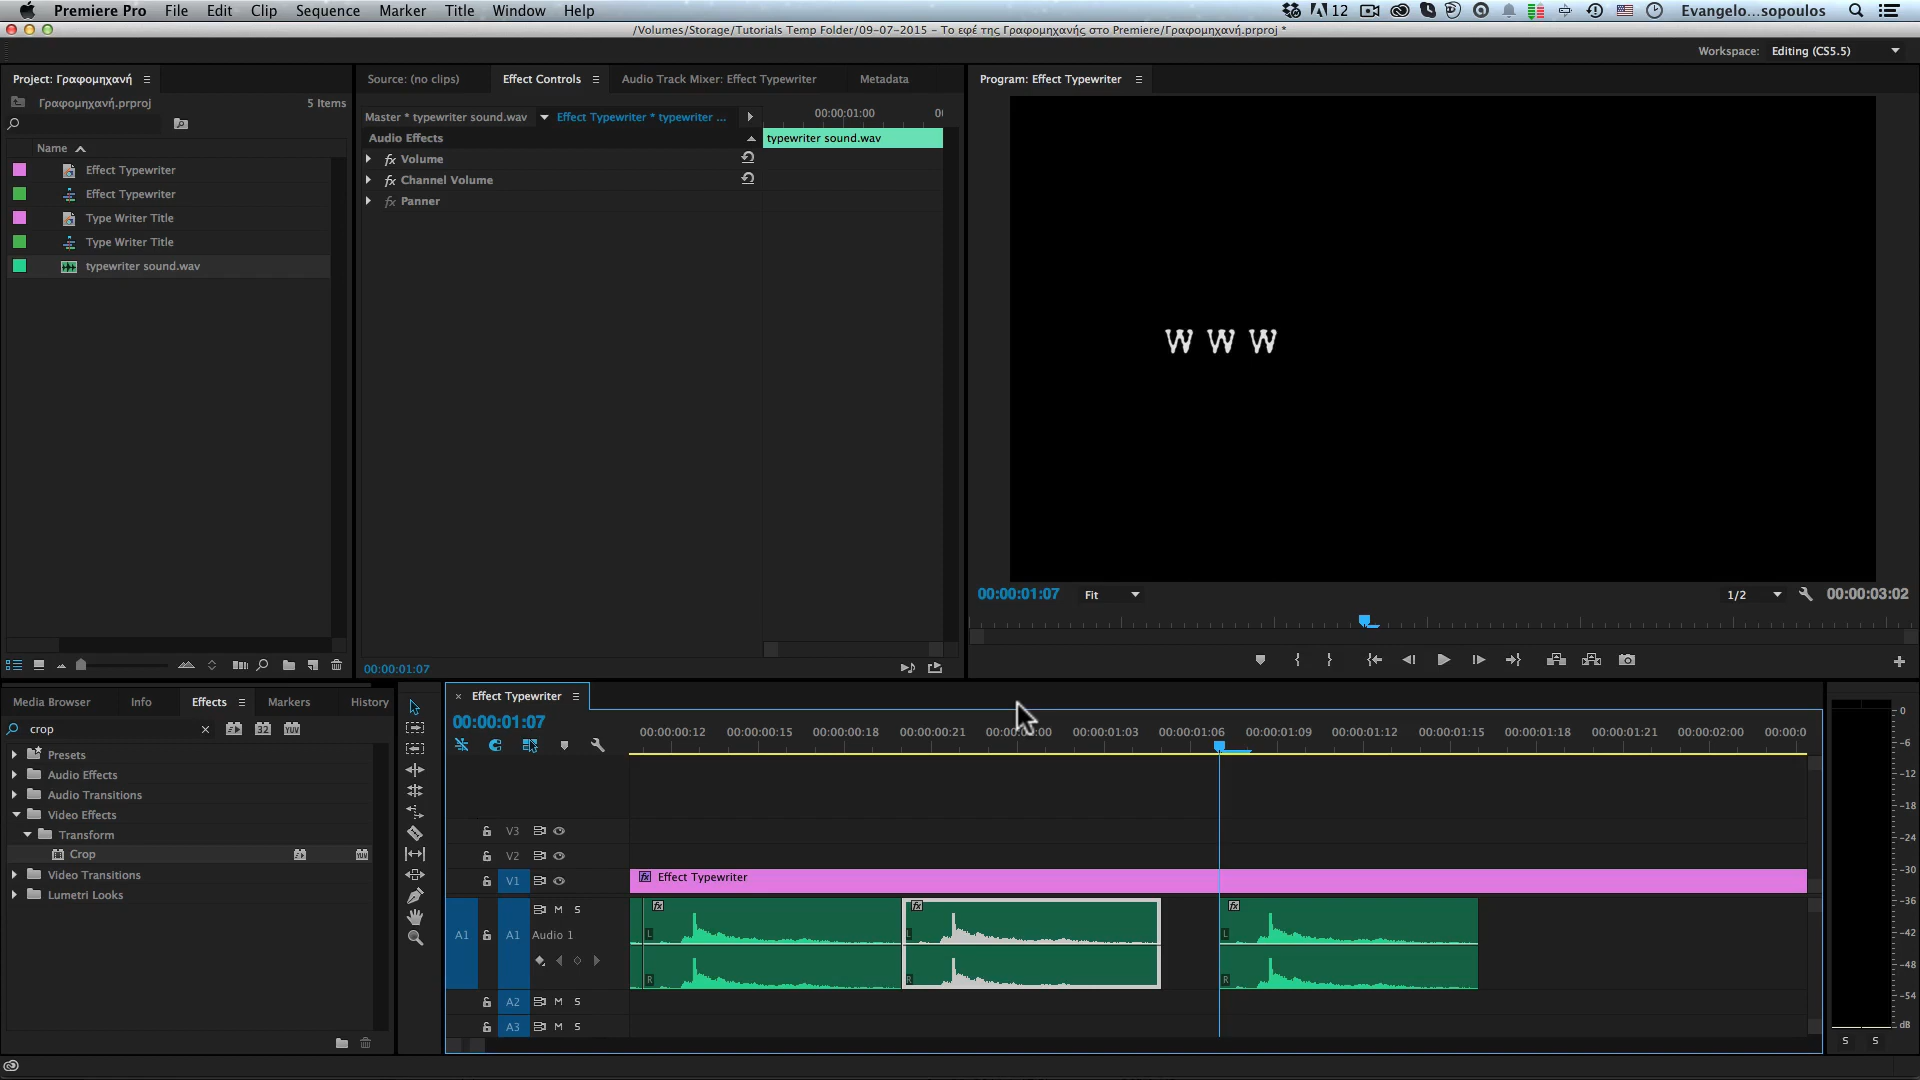 Premiere Pro File Edit Clip Sequence Marker Title Window Help 12 Evangelo...sopoulos
/Volumes/Storage/Tutorials Temp Folder/09-07-2015 – Το εφέ της Γραφομηχανής στο Premiere/Γραφομηχανή.prproj *
Workspace: Editing (CS5.5)
Project: Γραφομηχανή
Γραφομηχανή.prproj 5 Items
Name
Effect Typewriter
Effect Typewriter
Type Writer Title
Type Writer Title
typewriter sound.wav
Source: (no clips) Effect Controls Audio Track Mixer: Effect Typewriter Metadata
Master * typewriter sound.wav Effect Typewriter * typewriter ... 00:00:01:00
Audio Effects typewriter sound.wav
fx Volume
fx Channel Volume
fx Panner
00:00:01:07
Program: Effect Typewriter
W W W
00:00:01:07 Fit 1/2 00:00:03:02
Media Browser Info Effects Markers History
crop 32 YUV
Presets
Audio Effects
Audio Transitions
Video Effects
Transform
Crop
Video Transitions
Lumetri Looks
× Effect Typewriter
00:00:01:07
00:00:00:12 00:00:00:15 00:00:00:18 00:00:00:21 00:00:01:00 00:00:01:03 00:00:01:06 00:00:01:09 00:00:01:12 00:00:01:15 00:00:01:18 00:00:01:21 00:00:02:00 00:00:0
V3
V2
V1 fx Effect Typewriter
M S fx fx fx
A1 A1 Audio 1 L L L
R R R
A2 M S
A3 M S
0
-6
-12
-18
-24
-30
-36
-42
-48
-54
dB
S S